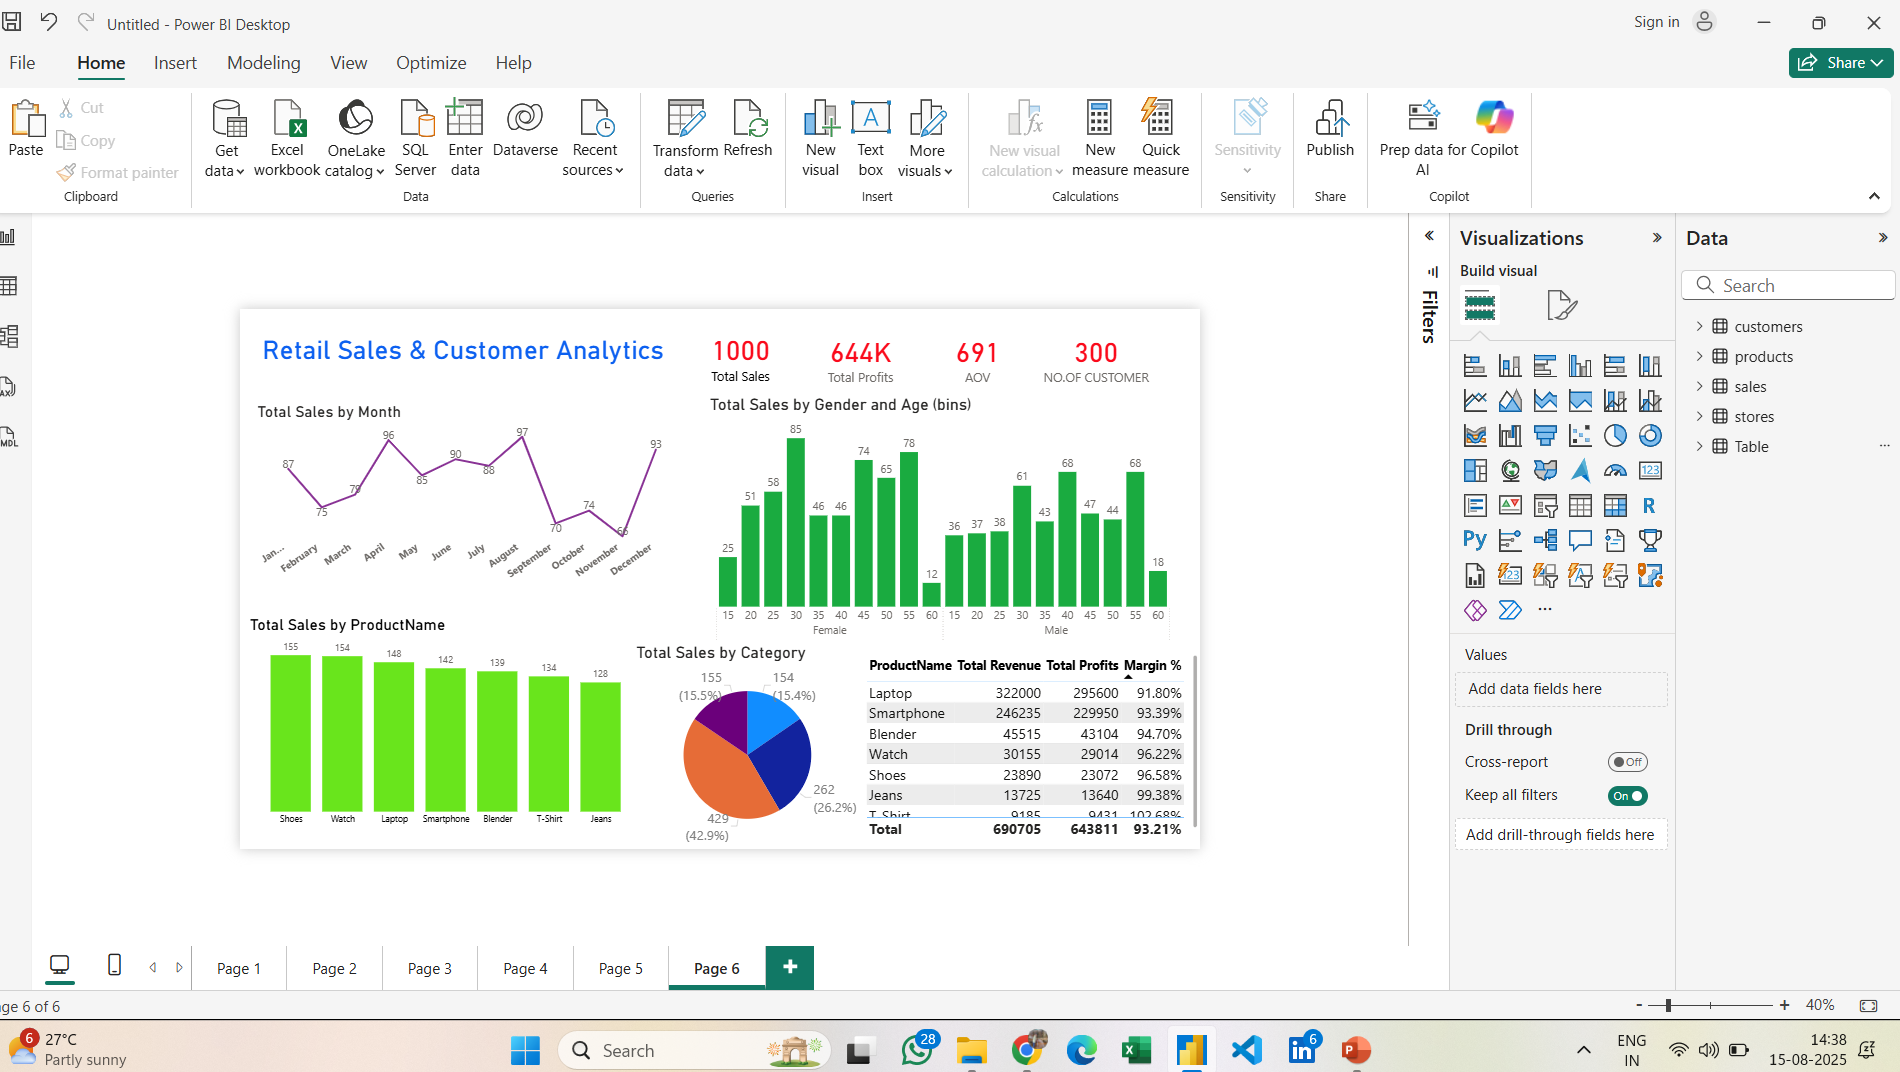 Untitled - Power BI Desktop
Sign in
File Home Insert Modeling View Optimize Help
Share
Paste
Cut
Copy
Format painter
Clipboard
Get data
Excel workbook
OneLake catalog
SQL Server
Enter data
Dataverse
Recent sources
Data
Transform data
Refresh
Queries
New visual
Text box
More visuals
Insert
New visual calculation
New measure
Quick measure
Calculations
Sensitivity
Sensitivity
Publish
Share
Prep data for AI
Copilot
Copilot
Retail Sales & Customer Analytics
1000
Total Sales
644K
Total Profits
691
AOV
300
NO.OF CUSTOMER
Total Sales by Month
87
75
79
96
85
90
88
97
70
74
66
93
Jan...
February
March
April
May
June
July
August
September
October
November
December
Total Sales by Gender and Age (bins)
25 51 58 85 46 46 74 65 78 12 36 37 38 61 43 68 47 44 68 18
15 20 25 30 35 40 45 50 55 60 15 20 25 30 35 40 45 50 55 60
Female Male
Total Sales by ProductName
155 154 148 142 139 134 128
Shoes Watch Laptop Smartphone Blender T-Shirt Jeans
Total Sales by Category
155
(15.5%)
154
(15.4%)
262
(26.2%)
429
(42.9%)
ProductName Total Revenue Total Profits Margin %
Laptop 322000 295600 91.80%
Smartphone 246235 229950 93.39%
Blender 45515 43104 94.70%
Watch 30155 29014 96.22%
Shoes 23890 23072 96.58%
Jeans 13725 13640 99.38%
T-Shirt 9185 9431 102.68%
Total 690705 643811 93.21%
Filters
Visualizations
Build visual
123
R
Py
123
Values
Add data fields here
Drill through
Cross-report
Off
Keep all filters
On
Add drill-through fields here
Data
Search
customers
products
sales
stores
Table
Page 1
Page 2
Page 3
Page 4
Page 5
Page 6
ge 6 of 6
40%
6
27°C
Partly sunny
Search
28
6
ENG
IN
14:38
15-08-2025